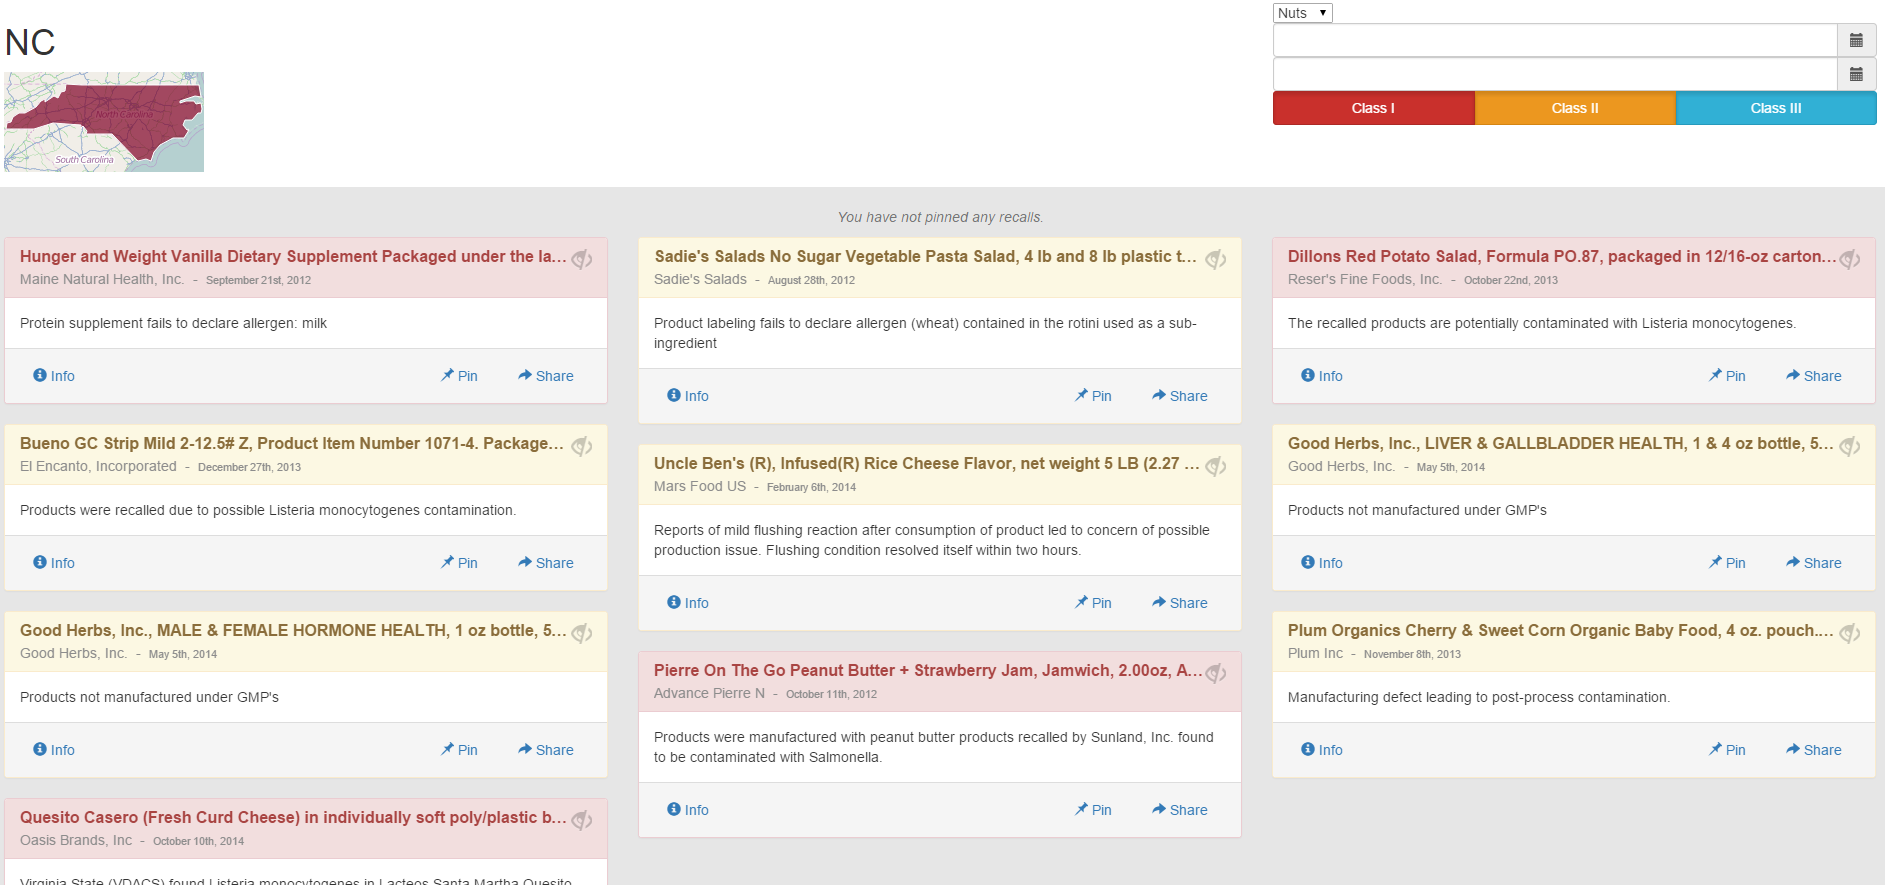 NC
North Carolina
South Carolina
Nuts
Class I
Class II
Class III
You have not pinned any recalls.
Hunger and Weight Vanilla Dietary Supplement Packaged under the la...
Maine Natural Health, Inc. - September 21st, 2012
Protein supplement fails to declare allergen: milk
Info
Pin
Share
Bueno GC Strip Mild 2-12.5# Z, Product Item Number 1071-4. Package...
El Encanto, Incorporated - December 27th, 2013
Products were recalled due to possible Listeria monocytogenes contamination.
Info
Pin
Share
Good Herbs, Inc., MALE & FEMALE HORMONE HEALTH, 1 oz bottle, 5...
Good Herbs, Inc. - May 5th, 2014
Products not manufactured under GMP's
Info
Pin
Share
Quesito Casero (Fresh Curd Cheese) in individually soft poly/plastic b...
Oasis Brands, Inc - October 10th, 2014
Virginia State (VDACS) found Listeria monocytogenes in Lacteos Santa Martha Quesito
Sadie's Salads No Sugar Vegetable Pasta Salad, 4 lb and 8 lb plastic t...
Sadie's Salads - August 28th, 2012
Product labeling fails to declare allergen (wheat) contained in the rotini used as a sub-
ingredient
Info
Pin
Share
Uncle Ben's (R), Infused(R) Rice Cheese Flavor, net weight 5 LB (2.27 ...
Mars Food US - February 6th, 2014
Reports of mild flushing reaction after consumption of product led to concern of possible
production issue. Flushing condition resolved itself within two hours.
Info
Pin
Share
Pierre On The Go Peanut Butter + Strawberry Jam, Jamwich, 2.00oz, A...
Advance Pierre N - October 11th, 2012
Products were manufactured with peanut butter products recalled by Sunland, Inc. found
to be contaminated with Salmonella.
Info
Pin
Share
Dillons Red Potato Salad, Formula PO.87, packaged in 12/16-oz carton...
Reser's Fine Foods, Inc. - October 22nd, 2013
The recalled products are potentially contaminated with Listeria monocytogenes.
Info
Pin
Share
Good Herbs, Inc., LIVER & GALLBLADDER HEALTH, 1 & 4 oz bottle, 5...
Good Herbs, Inc. - May 5th, 2014
Products not manufactured under GMP's
Info
Pin
Share
Plum Organics Cherry & Sweet Corn Organic Baby Food, 4 oz. pouch....
Plum Inc - November 8th, 2013
Manufacturing defect leading to post-process contamination.
Info
Pin
Share